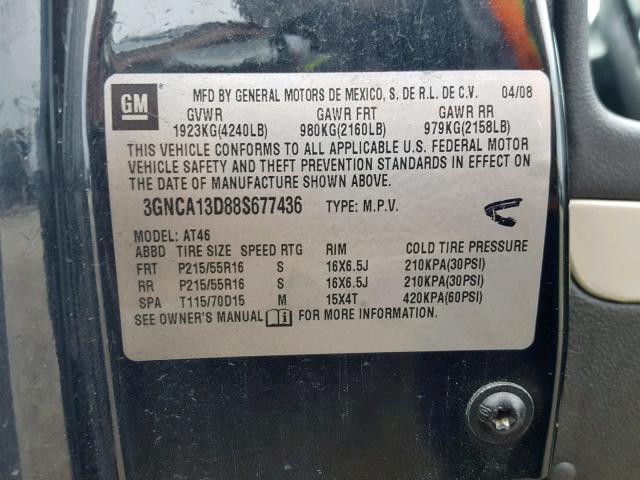 GM
MFD BY GENERAL MOTORS DE MEXICO, S. DE R.L. DE C.V. 04/08
GVWR GAWR FRT GAWR RR
1923KG(4240LB) 980KG(2160LB) 979KG(2158LB)
THIS VEHICLE CONFORMS TO ALL APPLICABLE U.S. FEDERAL MOTOR
VEHICLE SAFETY AND THEFT PREVENTION STANDARDS IN EFFECT ON
THE DATE OF MANUFACTURE SHOWN ABOVE.
3GNCA13D88S677436 TYPE: M.P.V.
MODEL: AT46
ABBD TIRE SIZE SPEED RTG RIM COLD TIRE PRESSURE
FRT P215/55R16 S 16X6.5J 210KPA(30PSI)
RR P215/55R16 S 16X6.5J 210KPA(30PSI)
SPA T115/70D15 M 15X4T 420KPA(60PSI)
SEE OWNER'S MANUAL FOR MORE INFORMATION.